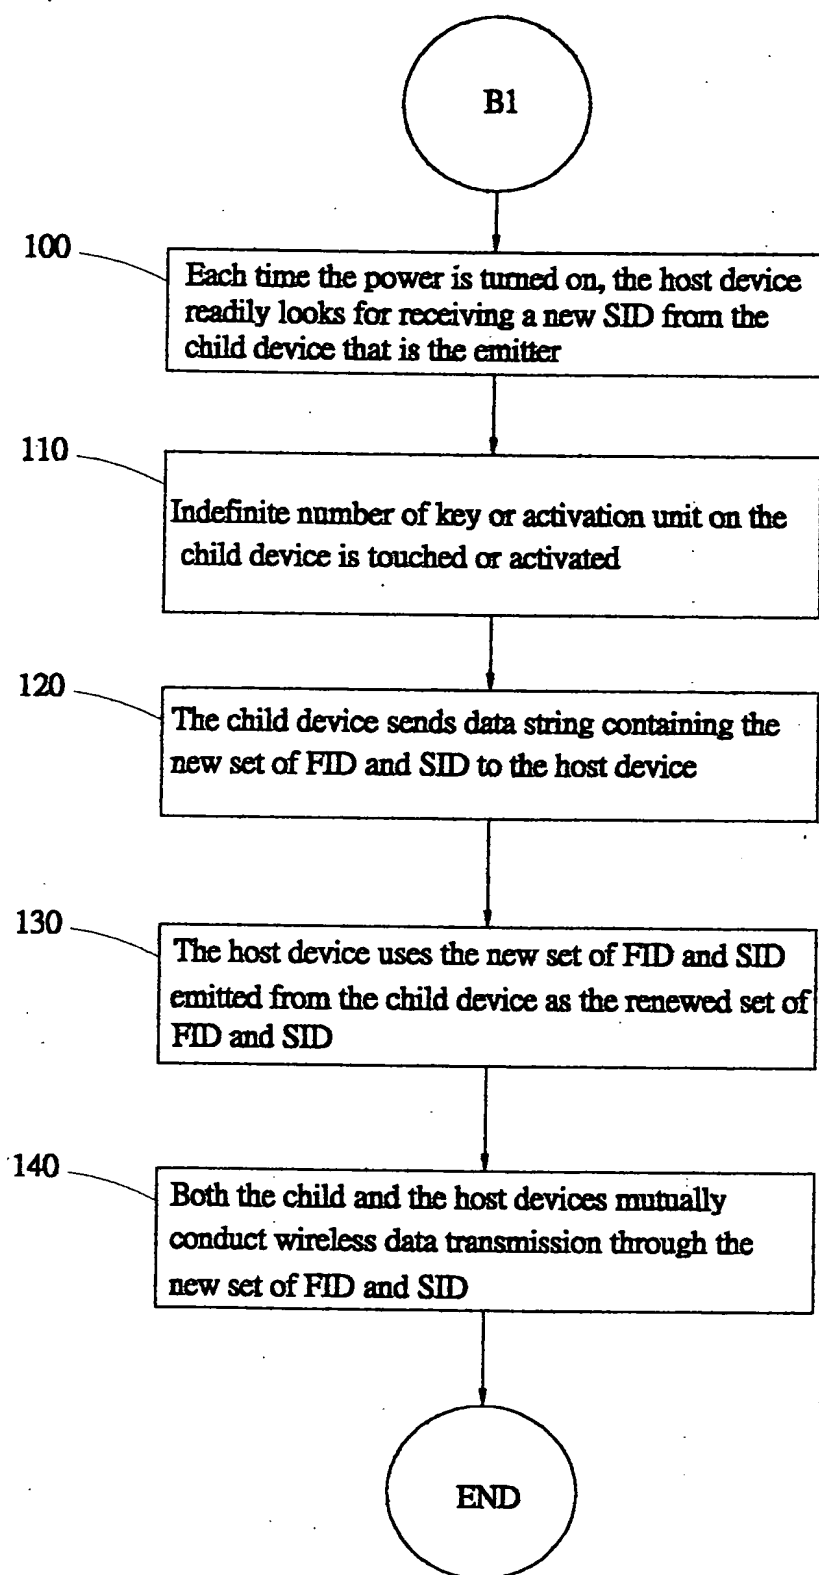 B1
100
Each time the power is turned on, the host device
readily looks for receiving a new SID from the
child device that is the emitter
110
Indefinite number of key or activation unit on the
child device is touched or activated
120
The child device sends data string containing the
new set of FID and SID to the host device
130
The host device uses the new set of FID and SID
emitted from the child device as the renewed set of
FID and SID
140
Both the child and the host devices mutually
conduct wireless data transmission through the
new set of FID and SID
END